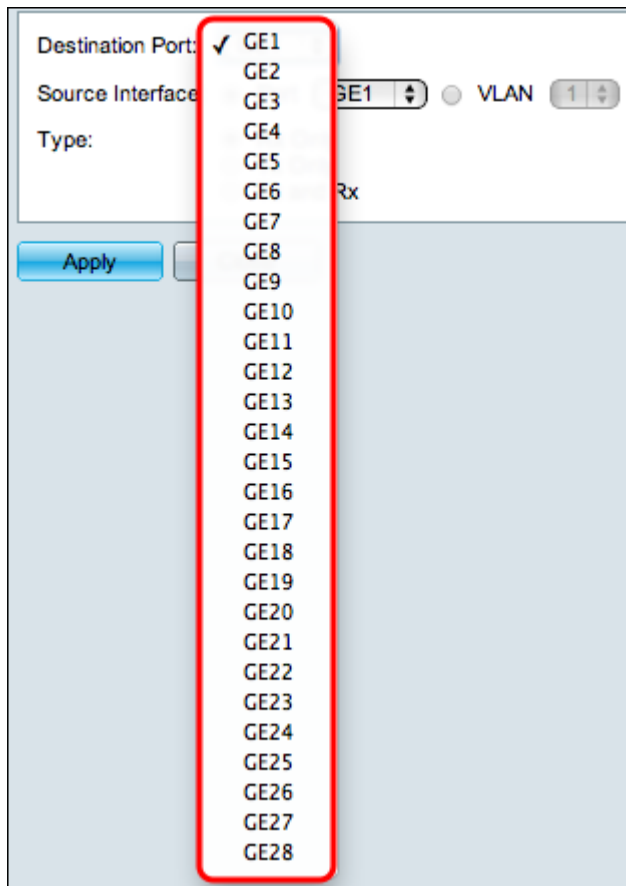 Destination Port: ✓ GE1
GE2
Source Interface GE3 GE1 VLAN 1
Type: GE4
GE5
GE6 Rx
GE7
Apply GE8
GE9
GE10
GE11
GE12
GE13
GE14
GE15
GE16
GE17
GE18
GE19
GE20
GE21
GE22
GE23
GE24
GE25
GE26
GE27
GE28